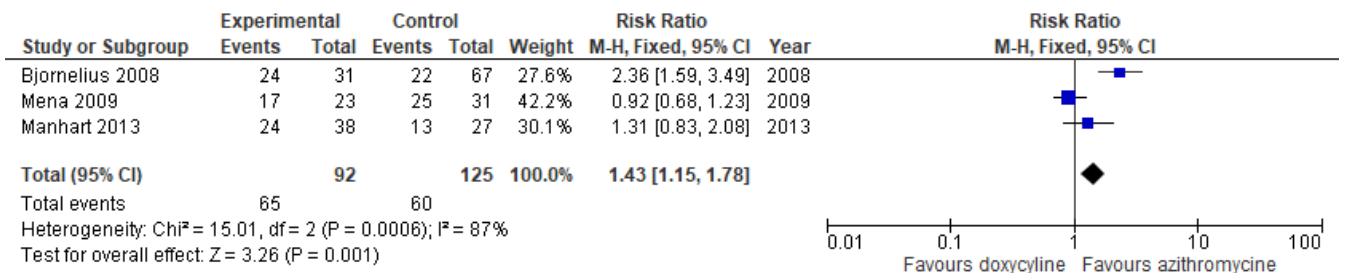 Experimental Control Risk Ratio Risk Ratio
Study or Subgroup Events Total Events Total Weight M-H, Fixed, 95% CI Year M-H, Fixed, 95% CI
Bjornelius 2008 24 31 22 67 27.6% 2.36 [1.59, 3.49] 2008
Mena 2009 17 23 25 31 42.2% 0.92 [0.68, 1.23] 2009
Manhart 2013 24 38 13 27 30.1% 1.31 [0.83, 2.08] 2013
Total (95% CI) 92 125 100.0% 1.43 [1.15, 1.78]
Total events 65 60
Heterogeneity: Chi² = 15.01, df = 2 (P = 0.0006); I² = 87%
Test for overall effect: Z = 3.26 (P = 0.001)
0.01 0.1 1 10 100
Favours doxycyline Favours azithromycine